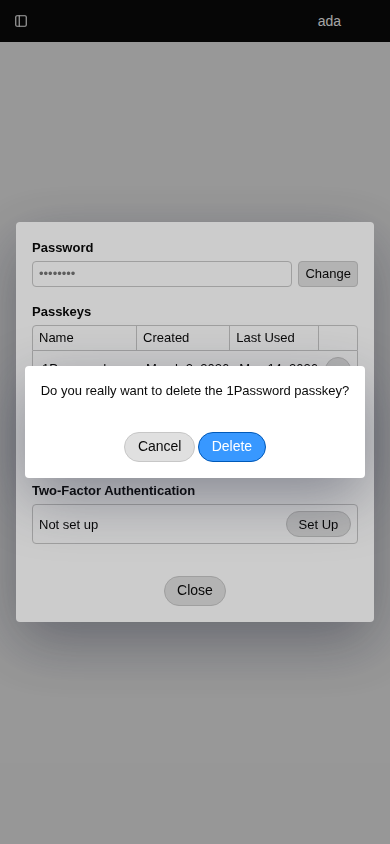 ada
Password
••••••••
Change
Passkeys
Name Created Last Used
Do you really want to delete the 1Password passkey?
Cancel Delete
Two-Factor Authentication
Not set up
Set Up
Close